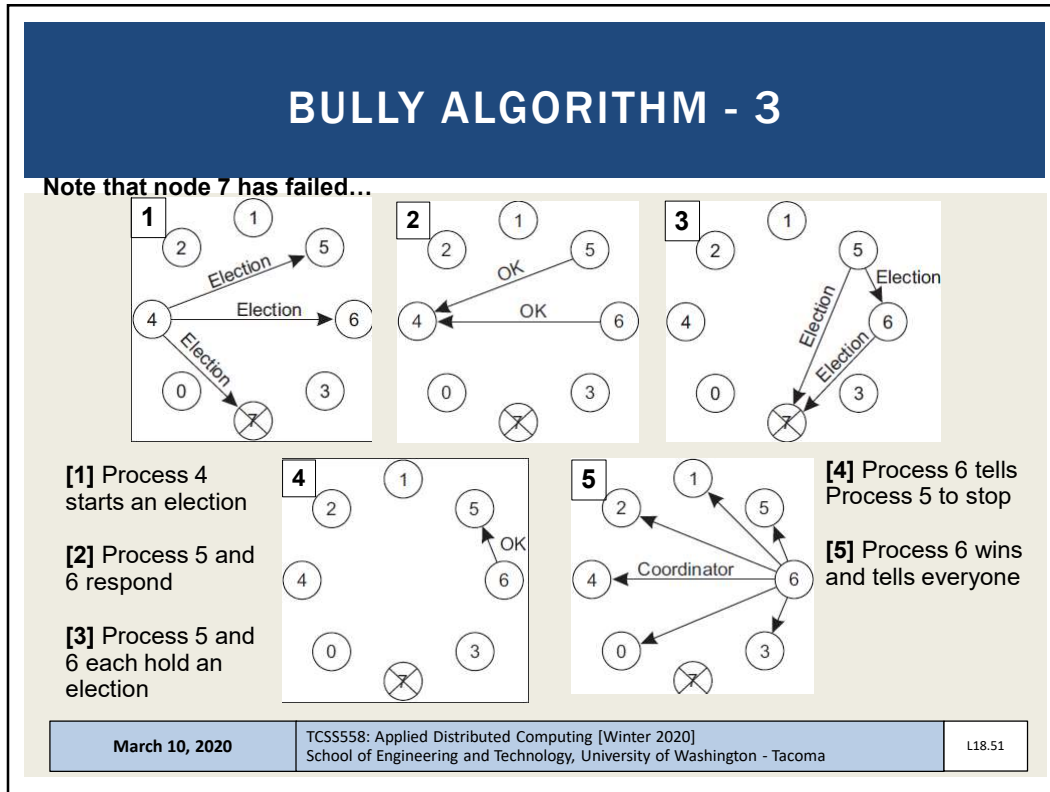 BULLY ALGORITHM - 3
Note that node 7 has failed...
1
1
2
5
Election
4
Election
6
Election
0
3
7
2
1
2
5
OK
4
OK
6
0
3
7
3
1
2
5
Election
4
Election
6
Election
0
3
7
[1] Process 4
starts an election
[2] Process 5 and
6 respond
[3] Process 5 and
6 each hold an
election
4
1
2
5
OK
4
6
0
3
7
5
1
2
5
Coordinator
4
6
0
3
7
[4] Process 6 tells
Process 5 to stop
[5] Process 6 wins
and tells everyone
March 10, 2020
TCSS558: Applied Distributed Computing [Winter 2020]
School of Engineering and Technology, University of Washington - Tacoma
L18.51